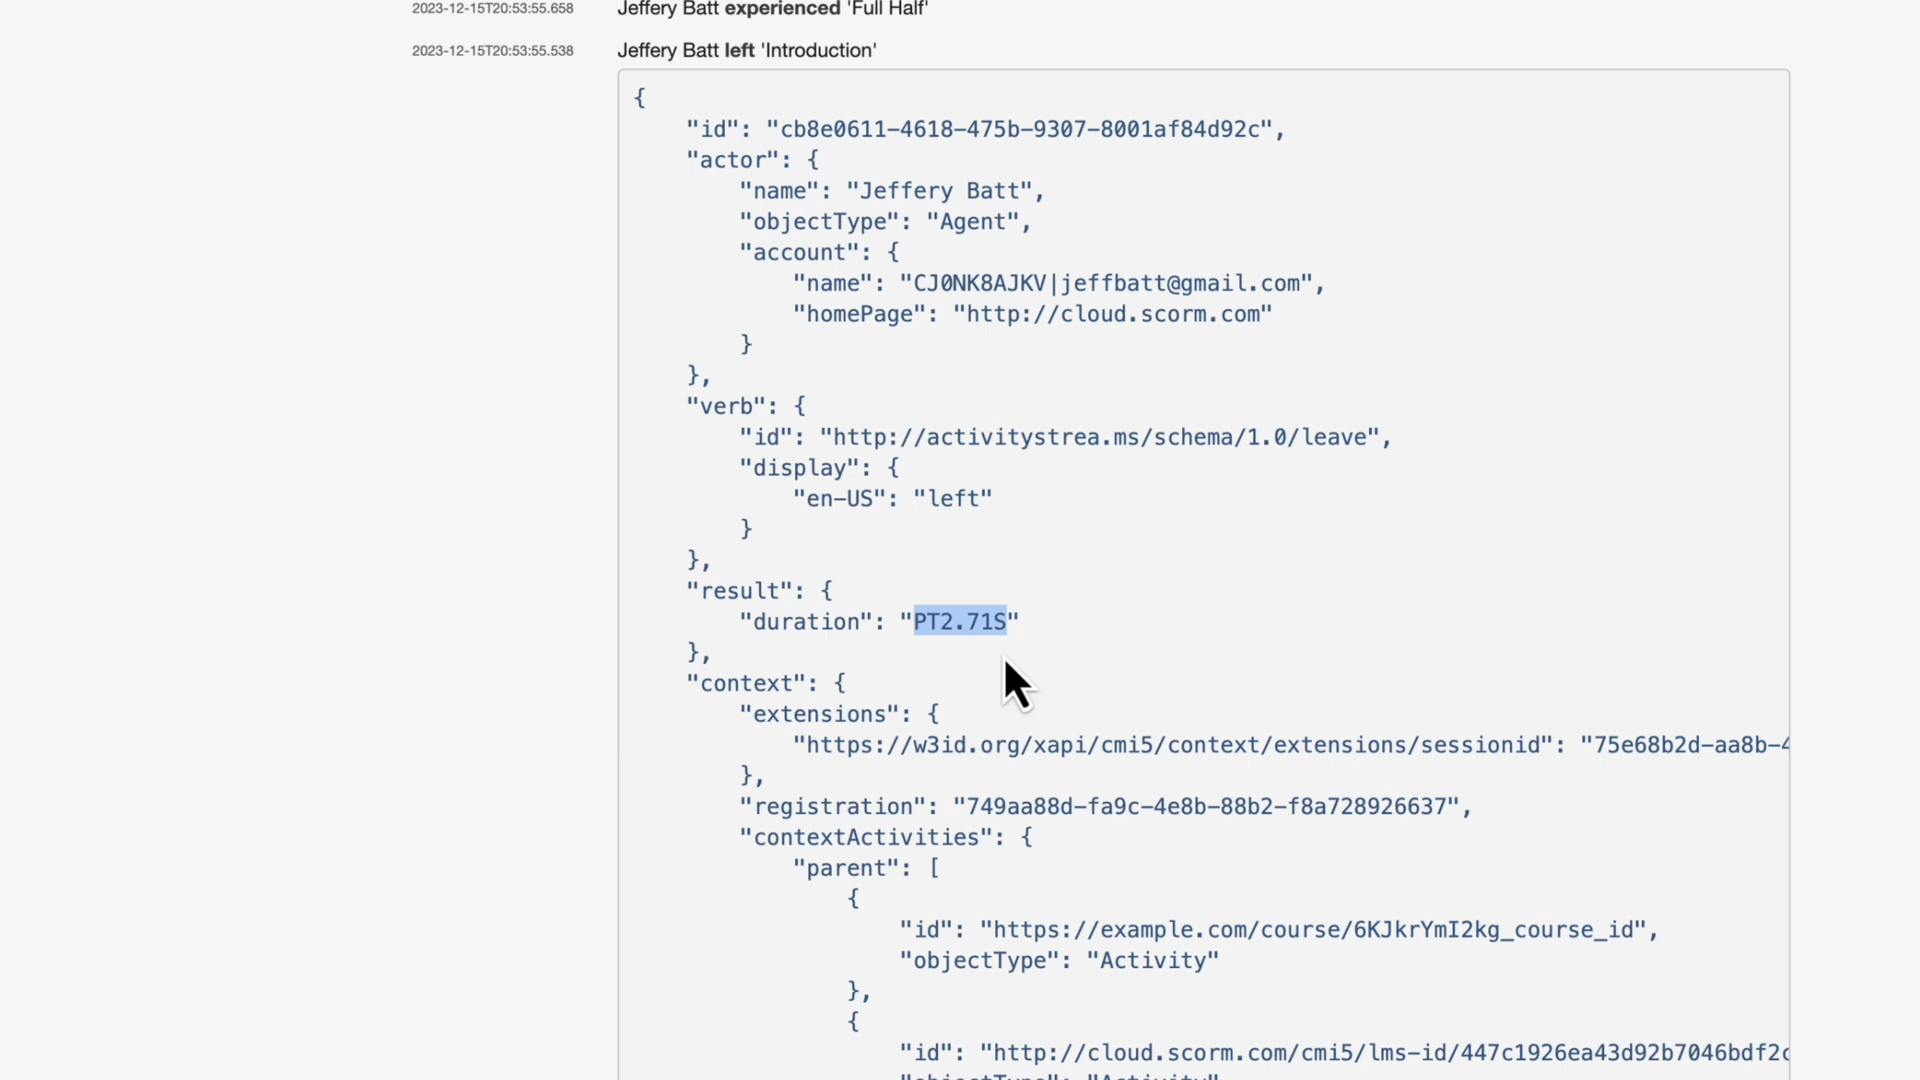 2023-12-15T20:53:55.658 Jeffery Batt experienced 'Full Half'
2023-12-15T20:53:55.538 Jeffery Batt left 'Introduction'
{
"id": "cb8e0611-4618-475b-9307-8001af84d92c",
"actor": {
"name": "Jeffery Batt",
"objectType": "Agent",
"account": {
"name": "CJ0NK8AJKV|jeffbatt@gmail.com",
"homePage": "http://cloud.scorm.com"
}
},
"verb": {
"id": "http://activitystrea.ms/schema/1.0/leave",
"display": {
"en-US": "left"
}
},
"result": {
"duration": "PT2.71S"
},
"context": {
"extensions": {
"https://w3id.org/xapi/cmi5/context/extensions/sessionid": "75e68b2d-aa8b-4
},
"registration": "749aa88d-fa9c-4e8b-88b2-f8a728926637",
"contextActivities": {
"parent": [
{
"id": "https://example.com/course/6KJkrYmI2kg_course_id",
"objectType": "Activity"
},
{
"id": "http://cloud.scorm.com/cmi5/lms-id/447c1926ea43d92b7046bdf2c
"objectType": "Activity"